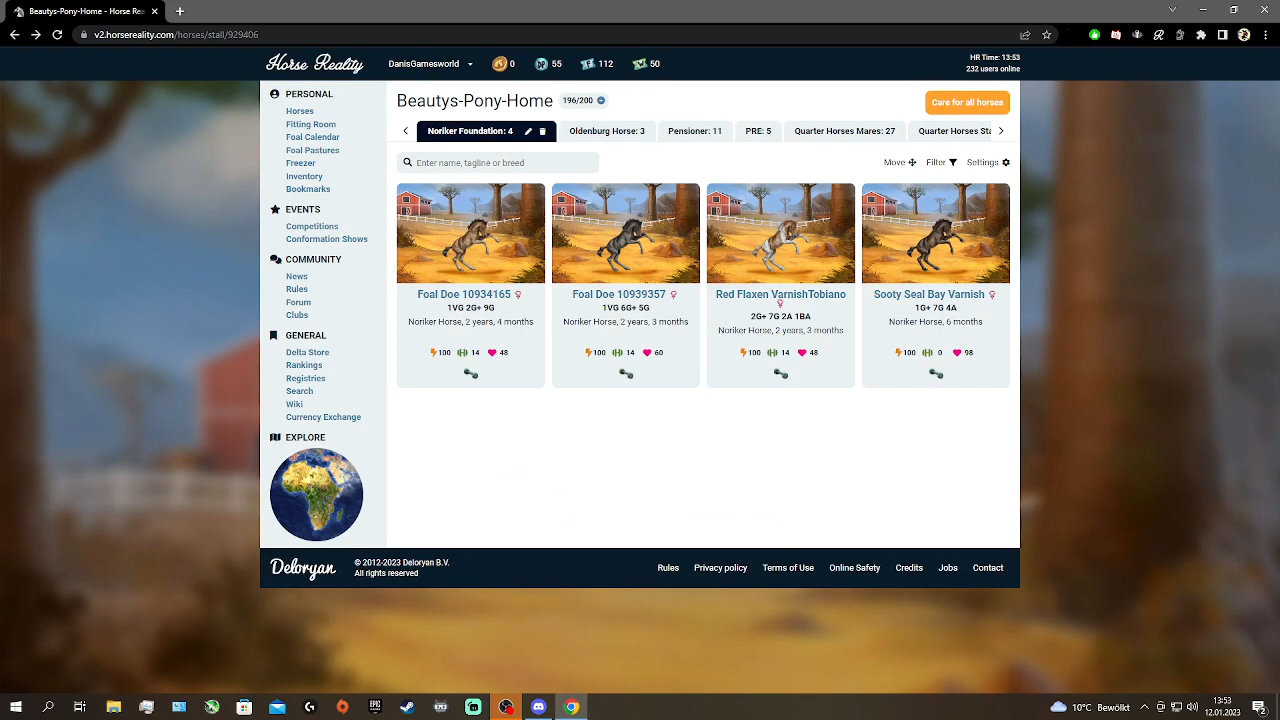 Beautys-Pony-Home - Horse Rea
v2.horsereality.com/horses/stall/929406
Horse Reality
DanisGamesworld
0
55
112
50
HR Time: 13:53
232 users online
PERSONAL
Horses
Fitting Room
Foal Calendar
Foal Pastures
Freezer
Inventory
Bookmarks
EVENTS
Competitions
Conformation Shows
COMMUNITY
News
Rules
Forum
Clubs
GENERAL
Delta Store
Rankings
Registries
Search
Wiki
Currency Exchange
EXPLORE
Beautys-Pony-Home
196/200
Care for all horses
Noriker Foundation: 4
Oldenburg Horse: 3
Pensioner: 11
PRE: 5
Quarter Horses Mares: 27
Quarter Horses Sta
Enter name, tagline or breed
Move
Filter
Settings
Foal Doe 10934165 ♀
1VG 2G+ 9G
Noriker Horse, 2 years, 4 months
100 14 48
Foal Doe 10939357 ♀
1VG 6G+ 5G
Noriker Horse, 2 years, 3 months
100 14 60
Red Flaxen VarnishTobiano
♀
2G+ 7G 2A 1BA
Noriker Horse, 2 years, 3 months
100 14 48
Sooty Seal Bay Varnish ♀
1G+ 7G 4A
Noriker Horse, 6 months
100 0 98
Deloryan
© 2012-2023 Deloryan B.V.
All rights reserved
Rules
Privacy policy
Terms of Use
Online Safety
Credits
Jobs
Contact
EPIC
10°C Bewölkt
13:53
12.01.2023